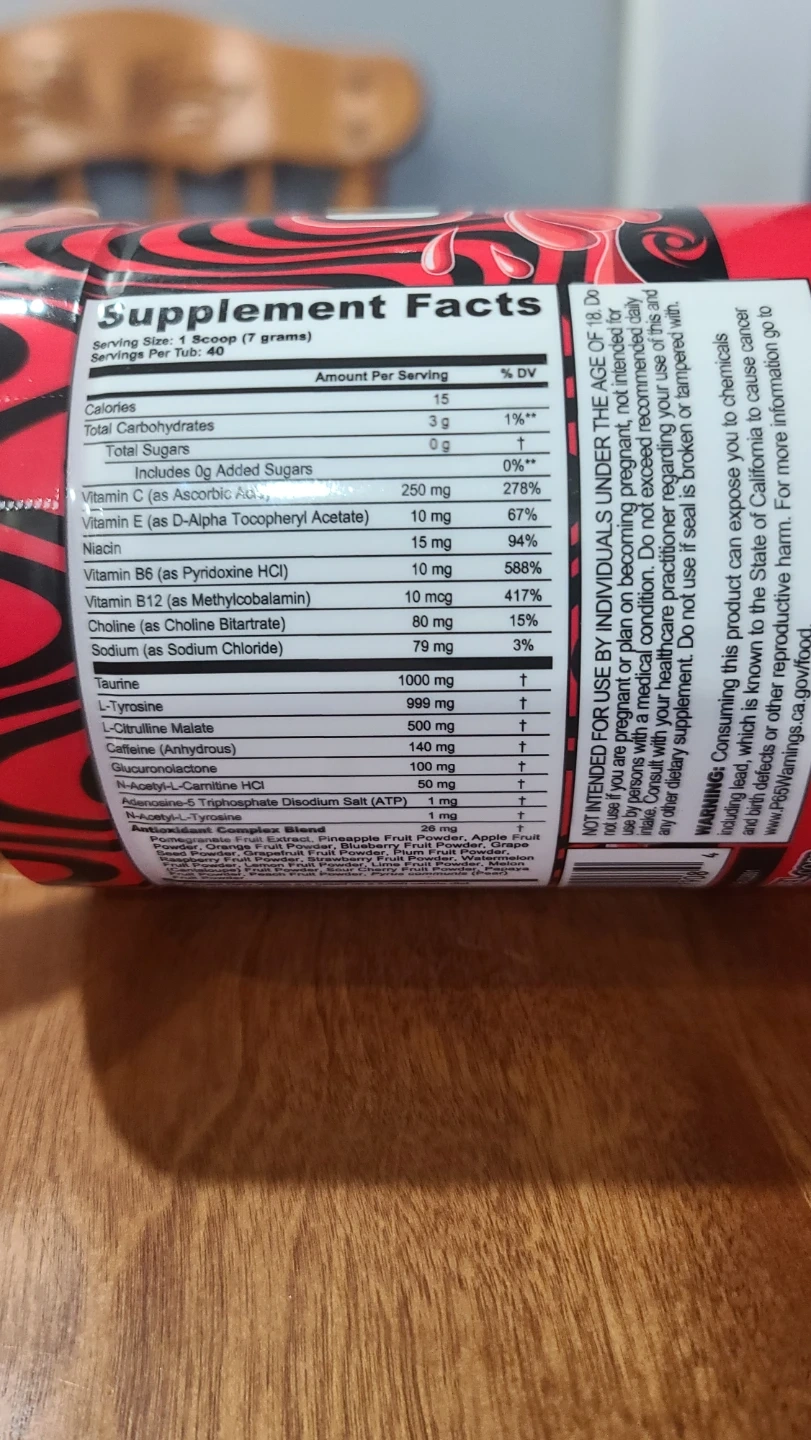 Supplement Facts
Serving Size: 1 Scoop (7 grams)
Servings Per Tub: 40
Amount Per Serving % DV
Calories 15
Total Carbohydrates 3 g 1%**
Total Sugars 0 g †
Includes 0g Added Sugars 0%**
Vitamin C (as Ascorbic 250 mg 278%
Vitamin E (as D-Alpha Tocopheryl Acetate) 10 mg 67%
Niacin 15 mg 94%
Vitamin B6 (as Pyridoxine HCl) 10 mg 588%
Vitamin B12 (as Methylcobalamin) 10 mcg 417%
Choline (as Choline Bitartrate) 80 mg 15%
Sodium (as Sodium Chloride) 79 mg 3%
Taurine 1000 mg †
L-Tyrosine 999 mg †
L-Citrulline Malate 500 mg †
Caffeine (Anhydrous) 140 mg †
Glucuronolactone 100 mg †
N-Acetyl-L-Carnitine HCl 50 mg †
Adenosine-5 Triphosphate Disodium Salt (ATP) 1 mg †
N-Acetyl-L-Tyrosine 1 mg †
Antioxidant Complex Blend 26 mg †
Pomegranate Fruit Extract, Pineapple Fruit Powder, Apple Fruit
Powder, Orange Fruit Powder, Blueberry Fruit Powder, Grape
Seed Powder, Grapefruit Fruit Powder, Plum Fruit Powder,
Raspberry Fruit Powder, Strawberry Fruit Powder, Watermelon
Fruit Powder, Lemon Fruit Powder, Lime Fruit Powder, Melon
(Cantaloupe) Fruit Powder, Sour Cherry Fruit Powder, Papaya
Powder, Pyrus communis (Pear)
NOT INTENDED FOR USE BY INDIVIDUALS UNDER THE AGE OF 18. Do
not use if you are pregnant or plan on becoming pregnant, not intended for
use by persons with a medical condition. Do not exceed recommended daily
intake. Consult with your healthcare practitioner regarding your use of this and
any other dietary supplement. Do not use if seal is broken or tampered with.
WARNING: Consuming this product can expose you to chemicals
including lead, which is known to the State of California to cause cancer
and birth defects or other reproductive harm. For more information go to
www.P65Warnings.ca.gov/food.
4